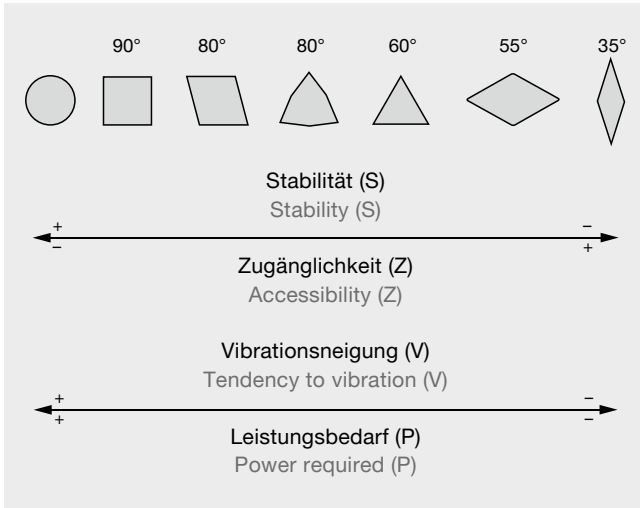 90° 80° 80° 60° 55° 35°
Stabilität (S)
Stability (S)
+ −
− +
Zugänglichkeit (Z)
Accessibility (Z)
Vibrationsneigung (V)
Tendency to vibration (V)
+ −
+ −
Leistungsbedarf (P)
Power required (P)